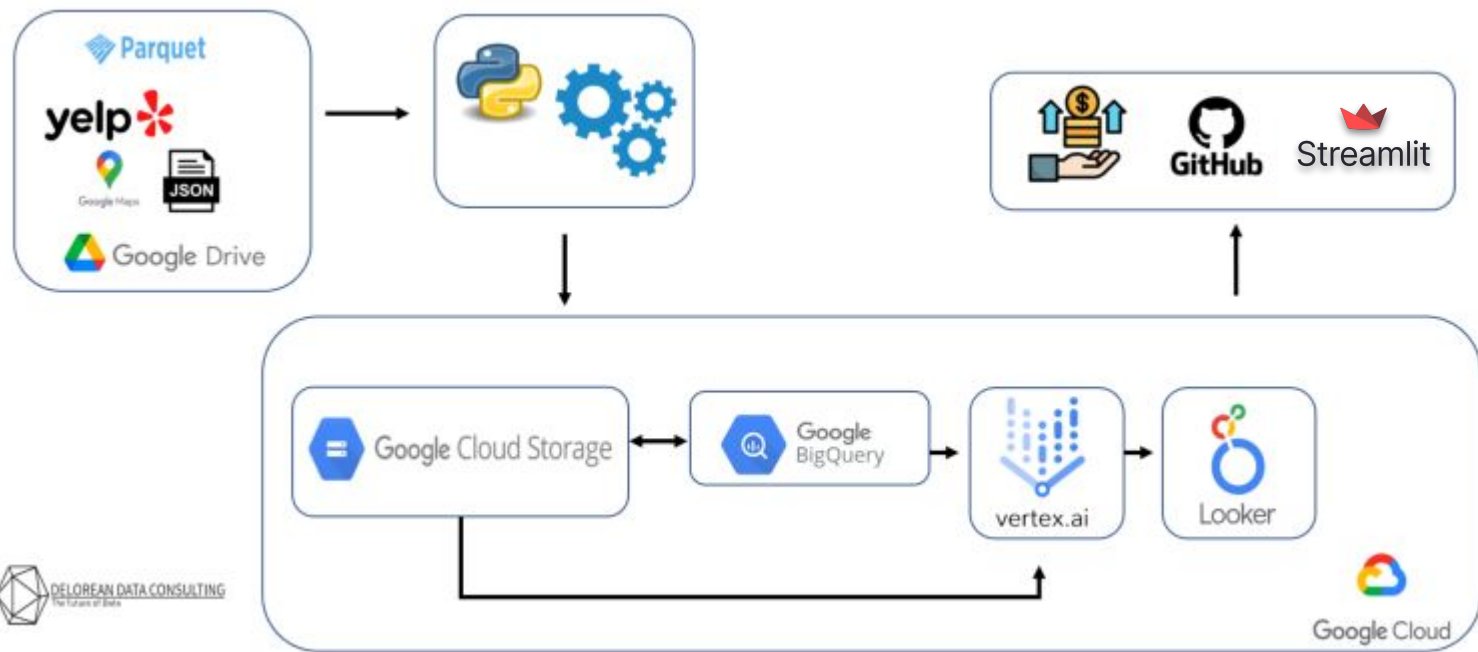 Parquet
yelp
Google Maps
JSON
Google Drive
$
GitHub
Streamlit
Google Cloud Storage
Google
BigQuery
vertex.ai
Looker
DELOREAN DATA CONSULTING
The future of Data
Google Cloud